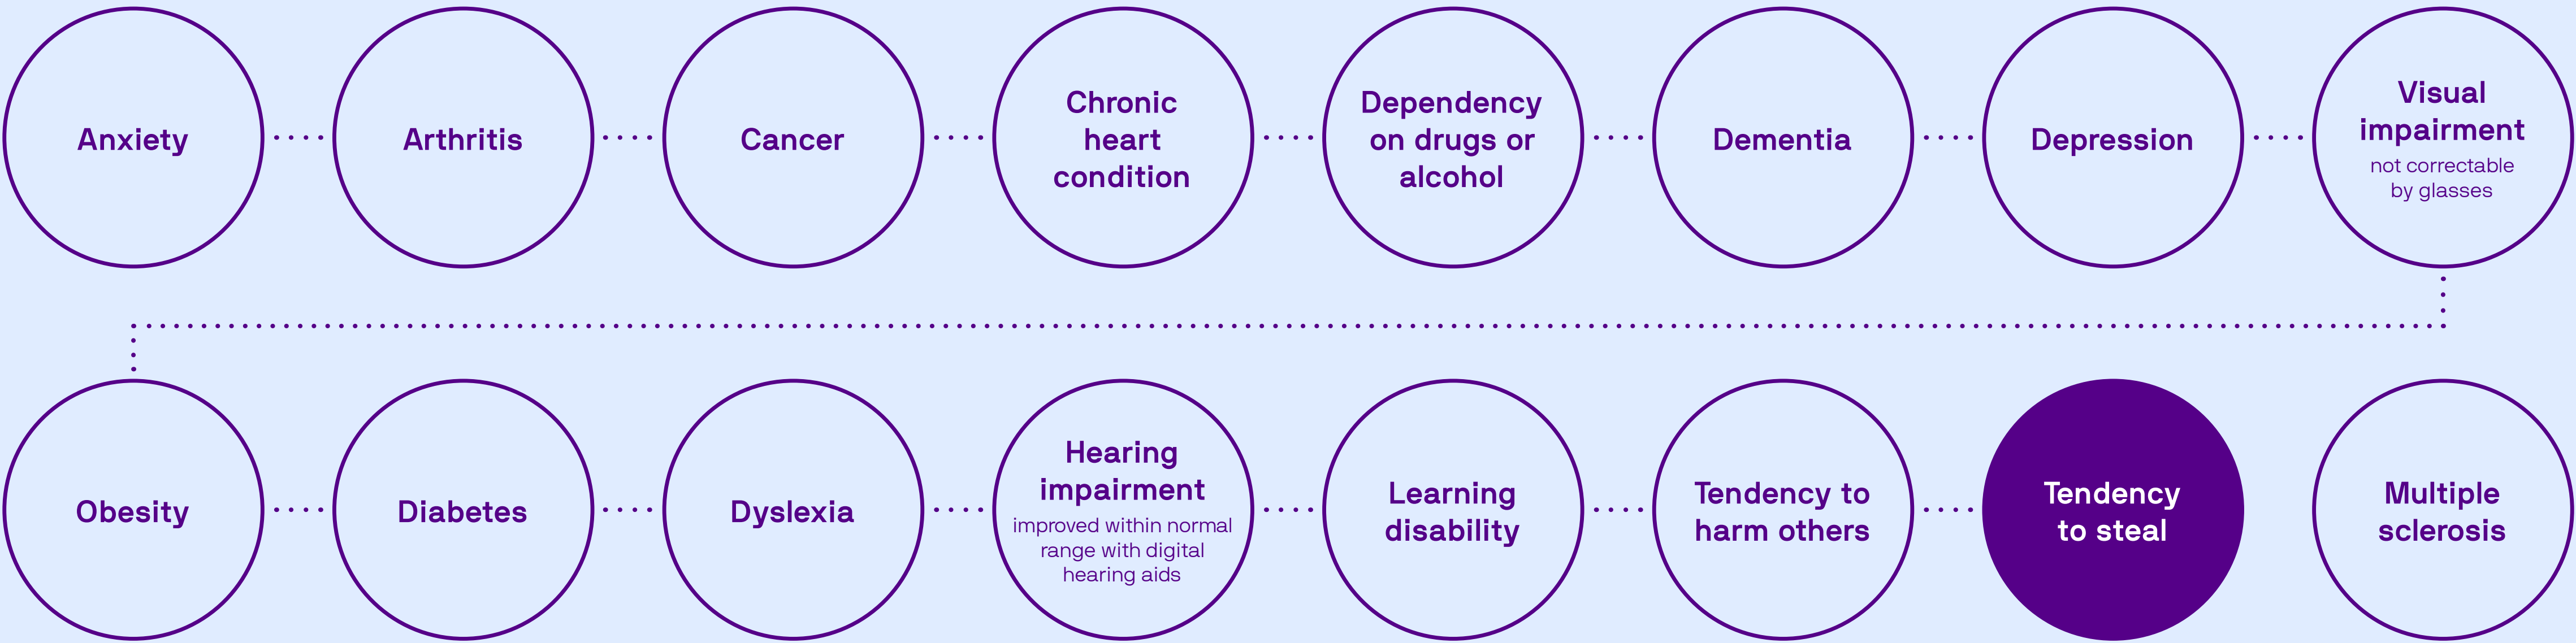 Anxiety
Arthritis
Cancer
Chronic
heart
condition
Dependency
on drugs or
alcohol
Dementia
Depression
Visual
impairment
not correctable
by glasses
Obesity
Diabetes
Dyslexia
Hearing
impairment
improved within normal
range with digital
hearing aids
Learning
disability
Tendency to
harm others
Tendency
to steal
Multiple
sclerosis